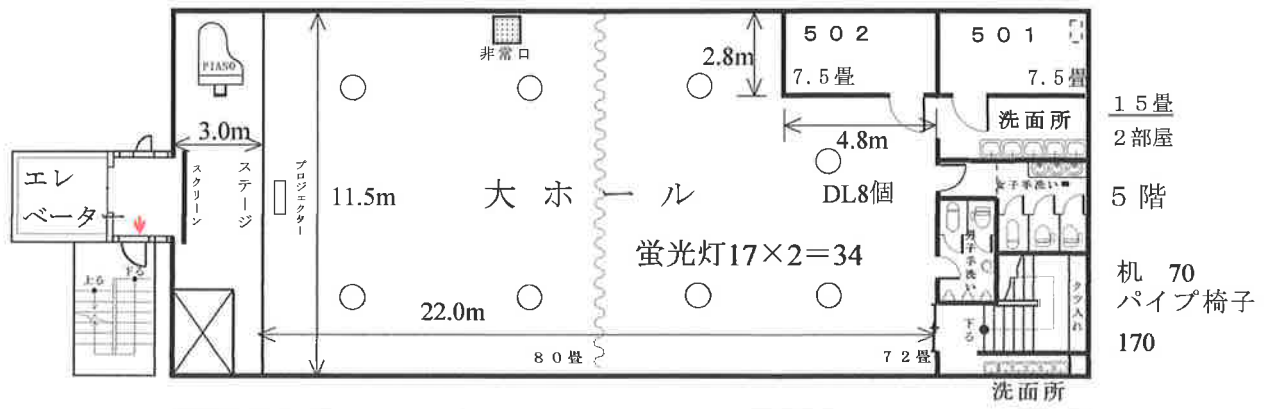 PIANO
3.0m
スクリーン
ステージ
プロジェクター
エレ
ベーター
上る
下る
非常口
11.5m
大ホール
22.0m
80畳
72畳
2.8m
502
7.5畳
501
7.5畳
4.8m
DL8個
蛍光灯17×2＝34
洗面所
女子手洗い
男子手洗い
下る
クツ入れ
洗面所
15畳
2部屋
5階
机 70
パイプ椅子
170